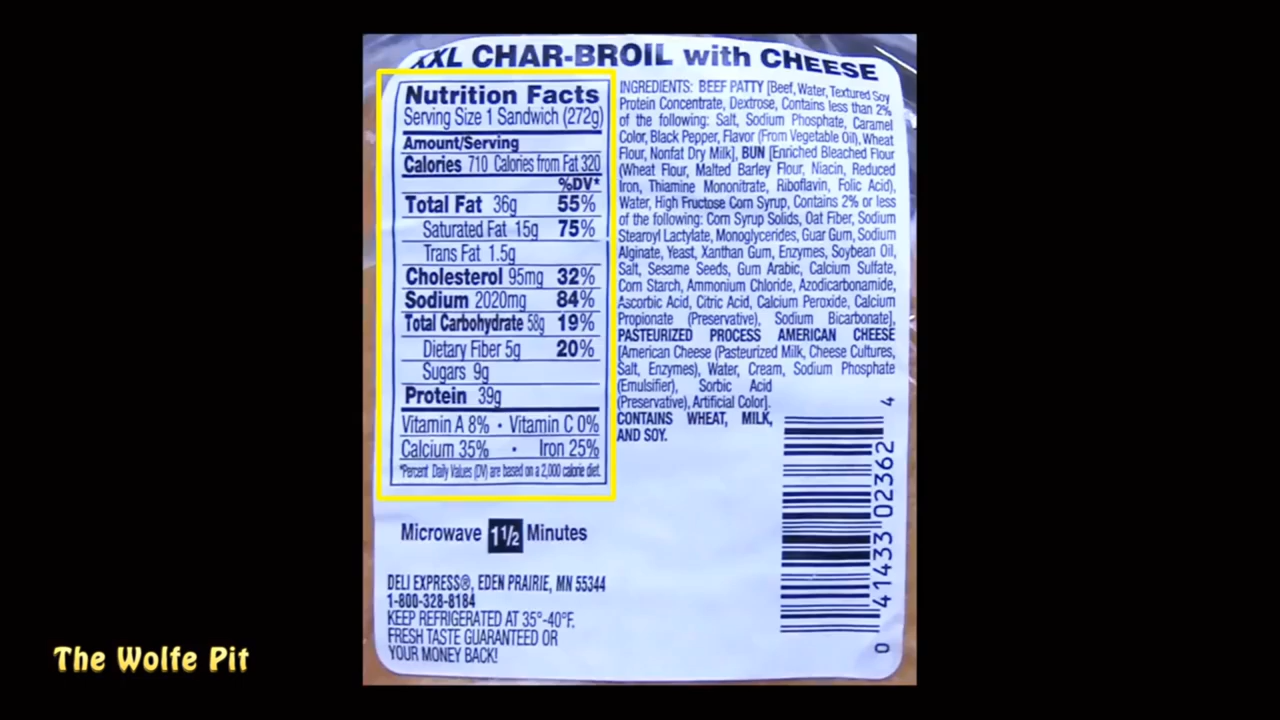 XXL CHAR-BROIL with CHEESE
Nutrition Facts
Serving Size 1 Sandwich (272g)
Amount/Serving
Calories 710 Calories from Fat 320
%DV*
Total Fat 36g 55%
Saturated Fat 15g 75%
Trans Fat 1.5g
Cholesterol 95mg 32%
Sodium 2020mg 84%
Total Carbohydrate 58g 19%
Dietary Fiber 5g 20%
Sugars 9g
Protein 39g
Vitamin A 8% • Vitamin C 0%
Calcium 35% • Iron 25%
*Percent Daily Values (DV) are based on a 2,000 calorie diet.
INGREDIENTS: BEEF PATTY [Beef, Water, Textured Soy
Protein Concentrate, Dextrose, Contains less than 2%
of the following: Salt, Sodium Phosphate, Caramel
Color, Black Pepper, Flavor (From Vegetable Oil), Wheat
Flour, Nonfat Dry Milk], BUN [Enriched Bleached Flour
(Wheat Flour, Malted Barley Flour, Niacin, Reduced
Iron, Thiamine Mononitrate, Riboflavin, Folic Acid),
Water, High Fructose Corn Syrup, Contains 2% or less
of the following: Corn Syrup Solids, Oat Fiber, Sodium
Stearoyl Lactylate, Monoglycerides, Guar Gum, Sodium
Alginate, Yeast, Xanthan Gum, Enzymes, Soybean Oil,
Salt, Sesame Seeds, Gum Arabic, Calcium Sulfate,
Corn Starch, Ammonium Chloride, Azodicarbonamide,
Ascorbic Acid, Citric Acid, Calcium Peroxide, Calcium
Propionate (Preservative), Sodium Bicarbonate],
PASTEURIZED PROCESS AMERICAN CHEESE
[American Cheese (Pasteurized Milk, Cheese Cultures,
Salt, Enzymes), Water, Cream, Sodium Phosphate
(Emulsifier), Sorbic Acid
(Preservative), Artificial Color].
CONTAINS WHEAT, MILK,
AND SOY.
0 41433 02362 4
Microwave 1½ Minutes
DELI EXPRESS®, EDEN PRAIRIE, MN 55344
1-800-328-8184
KEEP REFRIGERATED AT 35°-40°F.
FRESH TASTE GUARANTEED OR
YOUR MONEY BACK!
The Wolfe Pit